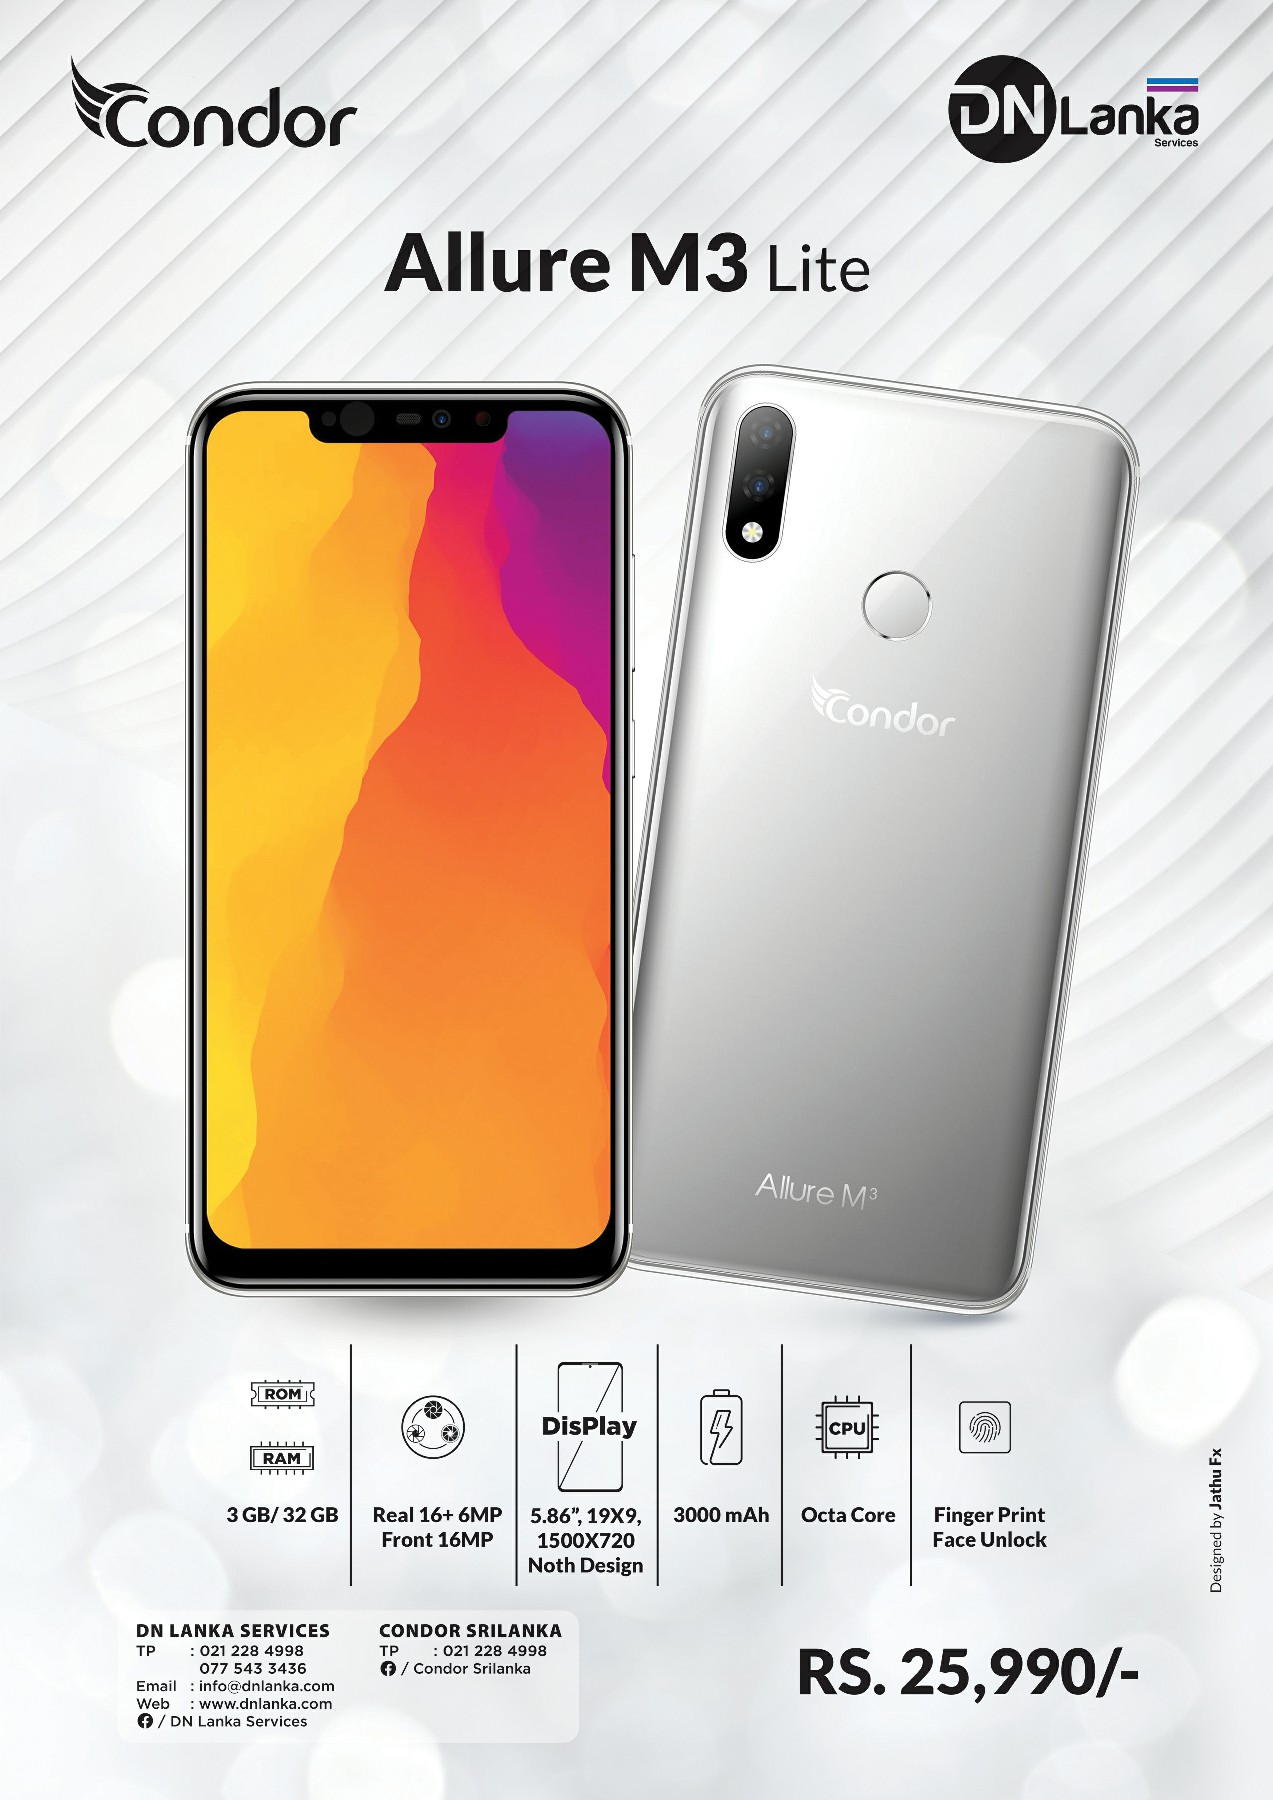 Condor
DN Lanka
Services
Allure M3 Lite
Condor
Allure M3
ROM
RAM
3 GB/ 32 GB
Real 16+ 6MP
Front 16MP
DisPlay
5.86”, 19X9,
1500X720
Noth Design
3000 mAh
CPU
Octa Core
Finger Print
Face Unlock
Designed by Jathu Fx
DN LANKA SERVICES
TP : 021 228 4998
077 543 3436
Email : info@dnlanka.com
Web : www.dnlanka.com
/ DN Lanka Services
CONDOR SRILANKA
TP : 021 228 4998
/ Condor Srilanka
RS. 25,990/-